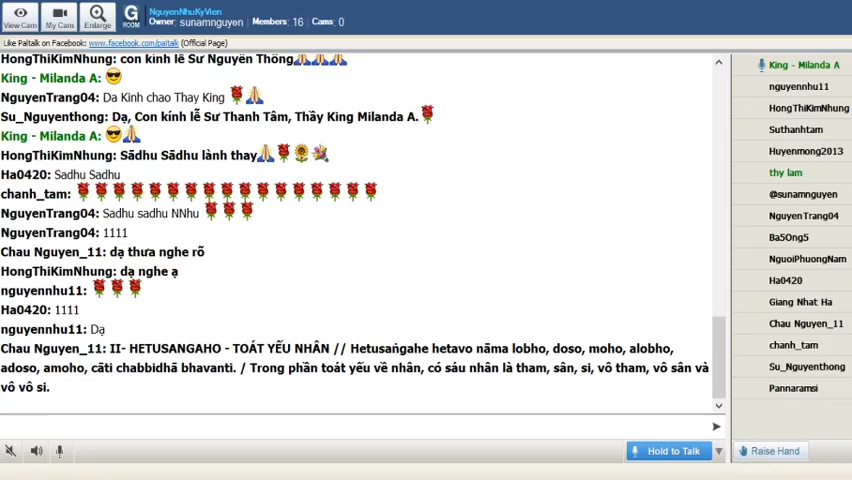 View Cam
My Cam
Enlarge
G
ROOM
NguyenNhuKyVien
Owner: sunamnguyen Members: 16 Cams: 0
Like Paltalk on Facebook: www.facebook.com/paltalk (Official Page)
HongThiKimNhung: con kính lễ Sư Nguyên Thông
King - Milanda A:
NguyenTrang04: Da Kinh chao Thay King
Su_Nguyenthong: Dạ, Con kính lễ Sư Thanh Tâm, Thầy King Milanda A.
King - Milanda A:
HongThiKimNhung: Sādhu Sādhu lành thay
Ha0420: Sadhu Sadhu
chanh_tam:
NguyenTrang04: Sadhu sadhu NNhu
NguyenTrang04: 1111
Chau Nguyen_11: dạ thưa nghe rõ
HongThiKimNhung: dạ nghe ạ
nguyennhu11:
Ha0420: 1111
nguyennhu11: Dạ
Chau Nguyen_11: II- HETUSANGAHO - TOÁT YẾU NHÂN // Hetusaṅgahe hetavo nāma lobho, doso, moho, alobho,
adoso, amoho, cāti chabbidhā bhavanti. / Trong phần toát yếu về nhân, có sáu nhân là tham, sân, si, vô tham, vô sân và
vô vô si.
King - Milanda A
nguyennhu11
HongThiKimNhung
Suthanhtam
Huyenmong2013
thy lam
@sunamnguyen
NguyenTrang04
Ba5Ong5
NguoiPhuongNam
Ha0420
Giang Nhat Ha
Chau Nguyen_11
chanh_tam
Su_Nguyenthong
Pannaramsi
Hold to Talk
Raise Hand